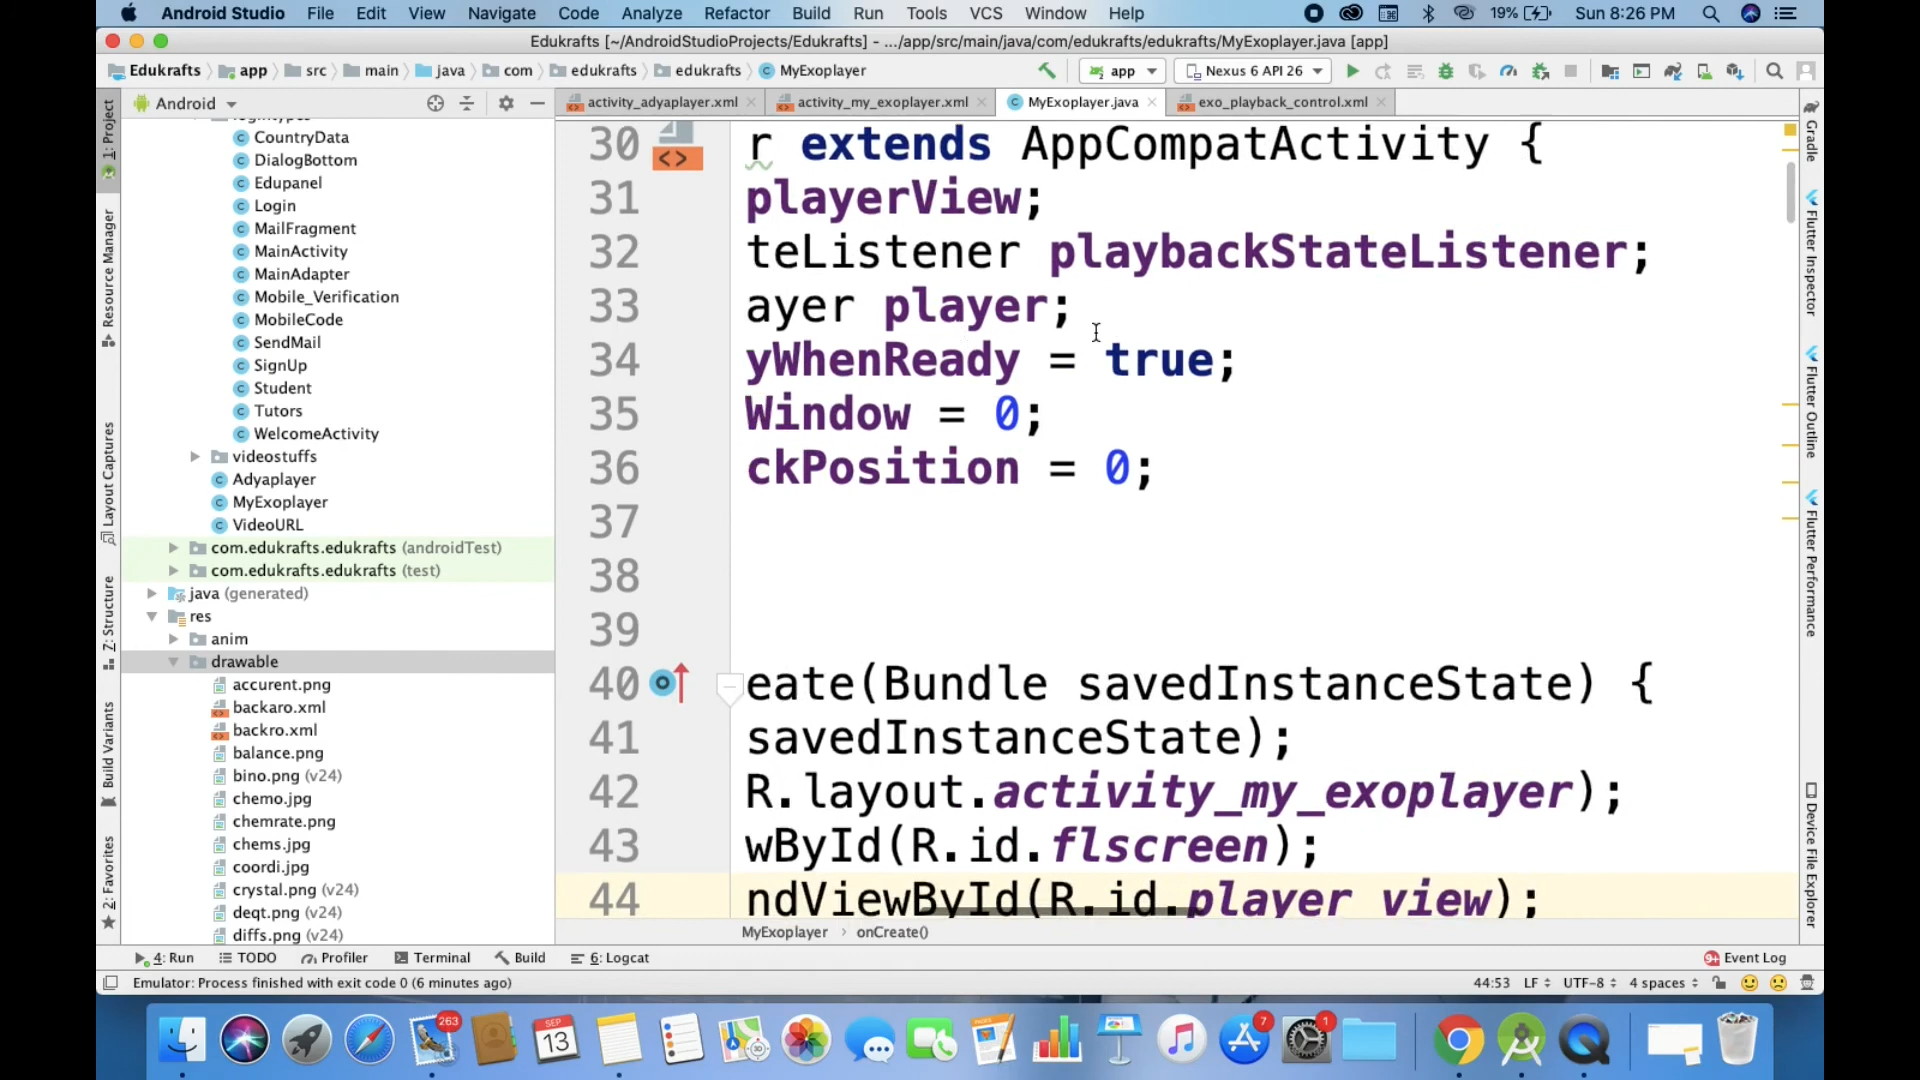 Android Studio File Edit View Navigate Code Analyze Refactor Build Run Tools VCS Window Help 19% Sun 8:26 PM
Edukrafts [~/AndroidStudioProjects/Edukrafts] - .../app/src/main/java/com/edukrafts/edukrafts/MyExoplayer.java [app]
Edukrafts app src main java com edukrafts edukrafts MyExoplayer app Nexus 6 API 26
Android activity_adyaplayer.xml activity_my_exoplayer.xml MyExoplayer.java exo_playback_control.xml
CountryData
DialogBottom
Edupanel
Login
MailFragment
MainActivity
MainAdapter
Mobile_Verification
MobileCode
SendMail
SignUp
Student
Tutors
WelcomeActivity
videostuffs
Adyaplayer
MyExoplayer
VideoURL
com.edukrafts.edukrafts (androidTest)
com.edukrafts.edukrafts (test)
java (generated)
res
anim
drawable
accurent.png
backaro.xml
backro.xml
balance.png
bino.png (v24)
chemo.jpg
chemrate.png
chems.jpg
coordi.jpg
crystal.png (v24)
deqt.png (v24)
diffs.png (v24)
30 r extends AppCompatActivity {
31 playerView;
32 teListener playbackStateListener;
33 ayer player;
34 yWhenReady = true;
35 Window = 0;
36 ckPosition = 0;
37
38
39
40 eate(Bundle savedInstanceState) {
41 savedInstanceState);
42 R.layout.activity_my_exoplayer);
43 wById(R.id.flscreen);
44 ndViewById(R.id.player_view);
MyExoplayer onCreate()
1: Project
Resource Manager
Layout Captures
Z: Structure
Build Variants
2: Favorites
Gradle
Flutter Inspector
Flutter Outline
Flutter Performance
Device File Explorer
4: Run TODO Profiler Terminal Build 6: Logcat 9+ Event Log
Emulator: Process finished with exit code 0 (6 minutes ago) 44:53 LF UTF-8 4 spaces
263 SEP 13 7 1